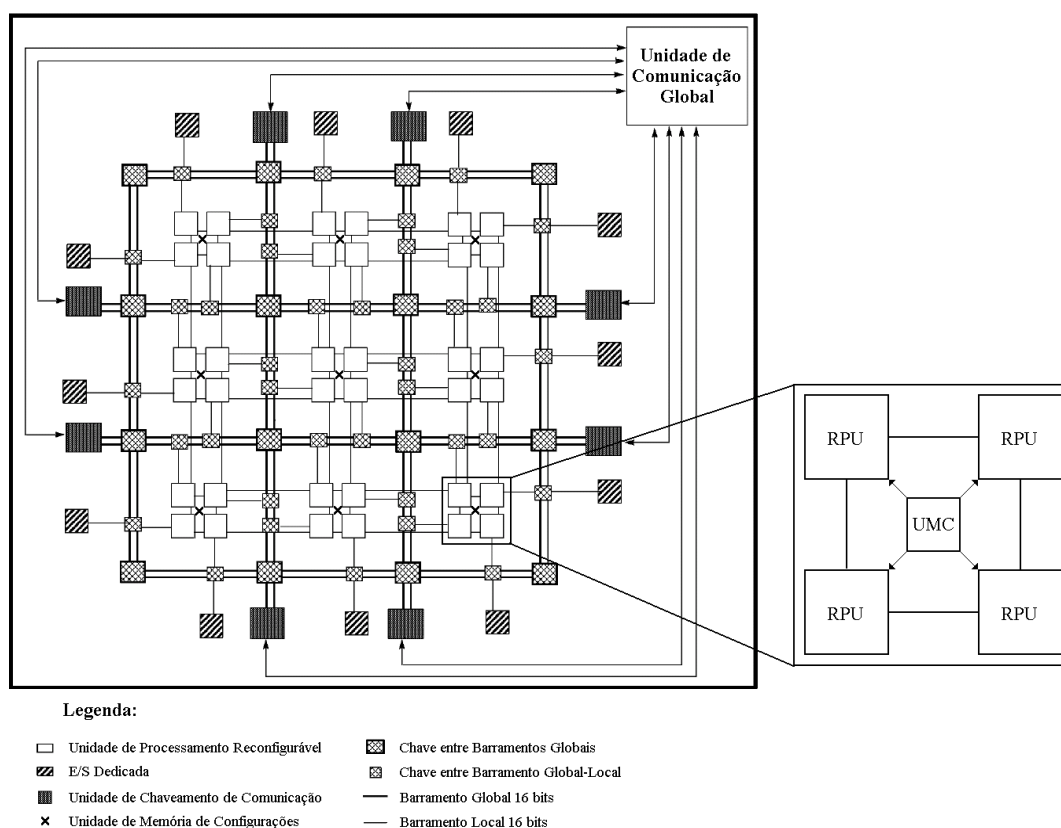 Unidade de
Comunicação
Global
RPU
RPU
UMC
RPU
RPU
Legenda:
Unidade de Processamento Reconfigurável
E/S Dedicada
Unidade de Chaveamento de Comunicação
Unidade de Memória de Configurações
Chave entre Barramentos Globais
Chave entre Barramento Global-Local
Barramento Global 16 bits
Barramento Local 16 bits